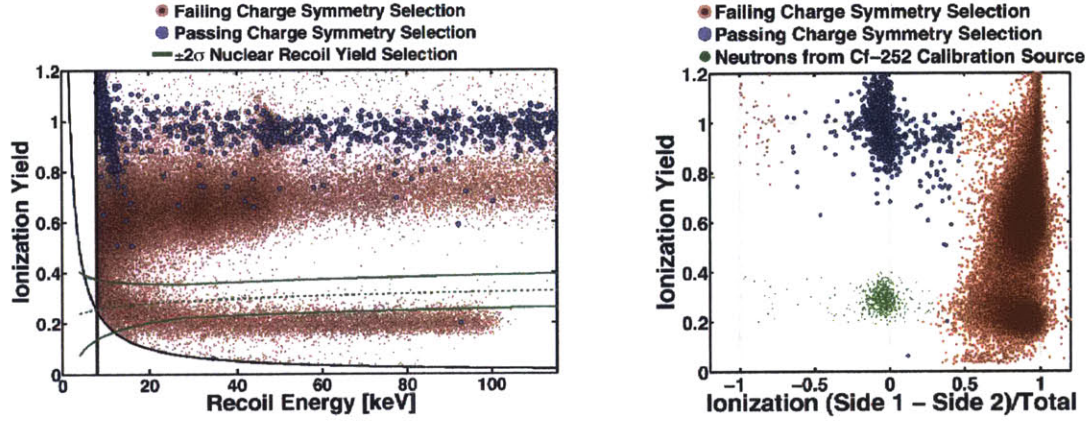 Failing Charge Symmetry Selection
Passing Charge Symmetry Selection
±2σ Nuclear Recoil Yield Selection
1.2
1
0.8
0.6
0.4
0.2
0
Ionization Yield
0 20 40 60 80 100
Recoil Energy [keV]
Failing Charge Symmetry Selection
Passing Charge Symmetry Selection
Neutrons from Cf–252 Calibration Source
1.2
1
0.8
0.6
0.4
0.2
0
Ionization Yield
−1 −0.5 0 0.5 1
Ionization (Side 1 – Side 2)/Total